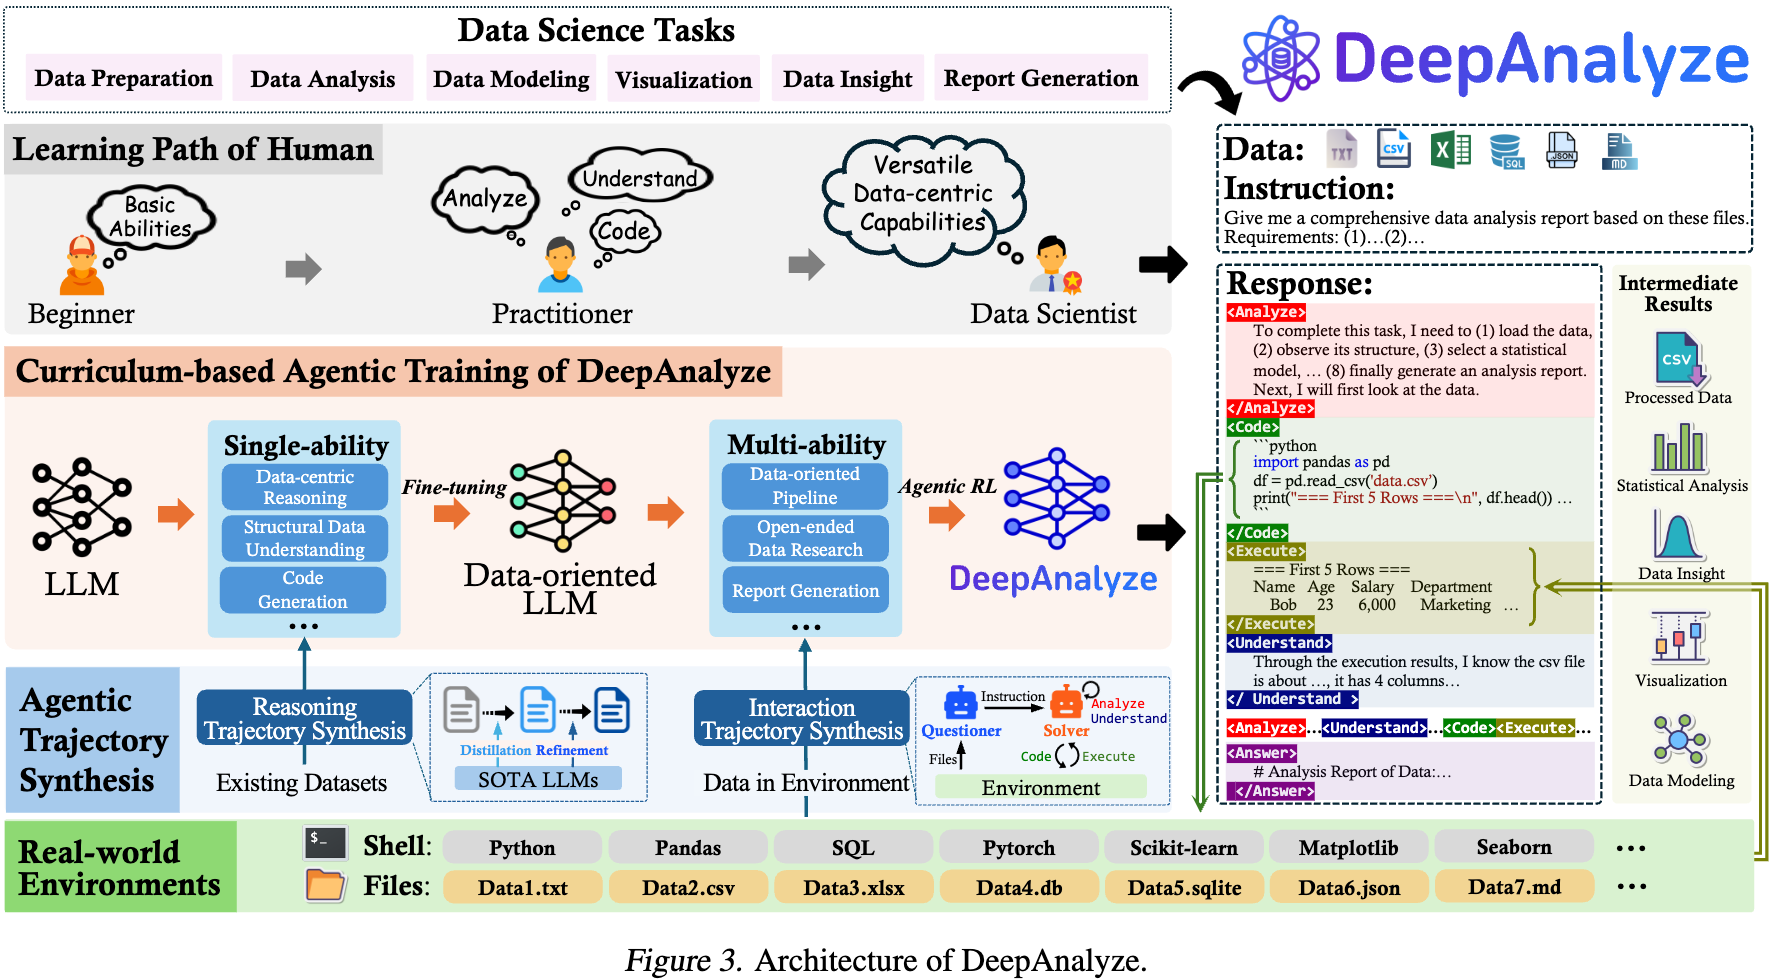 Data Science Tasks
Data Preparation
Data Analysis
Data Modeling
Visualization
Data Insight
Report Generation
DeepAnalyze
Learning Path of Human
Basic
Abilities
Beginner
Analyze
Understand
Code
Practitioner
Versatile
Data-centric
Capabilities
Data Scientist
Curriculum-based Agentic Training of DeepAnalyze
LLM
Single-ability
Data-centric
Reasoning
Structural Data
Understanding
Code
Generation
...
Fine-tuning
Data-oriented
LLM
Multi-ability
Data-oriented
Pipeline
Open-ended
Data Research
Report Generation
...
Agentic RL
DeepAnalyze
Agentic
Trajectory
Synthesis
Reasoning
Trajectory Synthesis
Existing Datasets
Distillation Refinement
SOTA LLMs
Interaction
Trajectory Synthesis
Data in Environment
Questioner
Instruction
Solver
Analyze
Understand
Files
Code
Execute
Environment
Real-world
Environments
$_
Shell:
Python
Pandas
SQL
Pytorch
Scikit-learn
Matplotlib
Seaborn
...
Files:
Data1.txt
Data2.csv
Data3.xlsx
Data4.db
Data5.sqlite
Data6.json
Data7.md
...
Data:
TXT
CSV
X
SQL
JSON
MD
Instruction:
Give me a comprehensive data analysis report based on these files.
Requirements: (1)...(2)...
Response:
<Analyze>
To complete this task, I need to (1) load the data,
(2) observe its structure, (3) select a statistical
model, ... (8) finally generate an analysis report.
Next, I will first look at the data.
</Analyze>
<Code>
```python
import pandas as pd
df = pd.read_csv('data.csv')
print("=== First 5 Rows ===\n", df.head()) ...
```
</Code>
<Execute>
=== First 5 Rows ===
Name Age Salary Department
Bob 23 6,000 Marketing ...
</Execute>
<Understand>
Through the execution results, I know the csv file
is about ..., it has 4 columns...
</ Understand >
<Analyze>...<Understand>...<Code><Execute>...
<Answer>
# Analysis Report of Data:...
</Answer>
Intermediate
Results
CSV
Processed Data
Statistical Analysis
Data Insight
Visualization
Data Modeling
Figure 3. Architecture of DeepAnalyze.